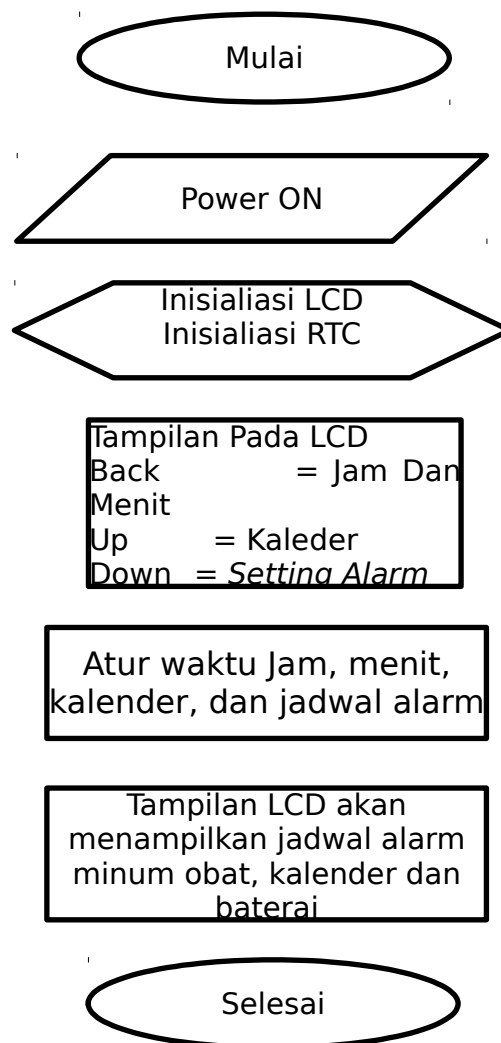 Mulai
Power ON
Inisialiasi LCD
Inisialiasi RTC
Tampilan Pada LCD
Back = Jam Dan
Menit
Up = Kaleder
Down = Setting Alarm
Atur waktu Jam, menit,
kalender, dan jadwal alarm
Tampilan LCD akan
menampilkan jadwal alarm
minum obat, kalender dan
baterai
Selesai